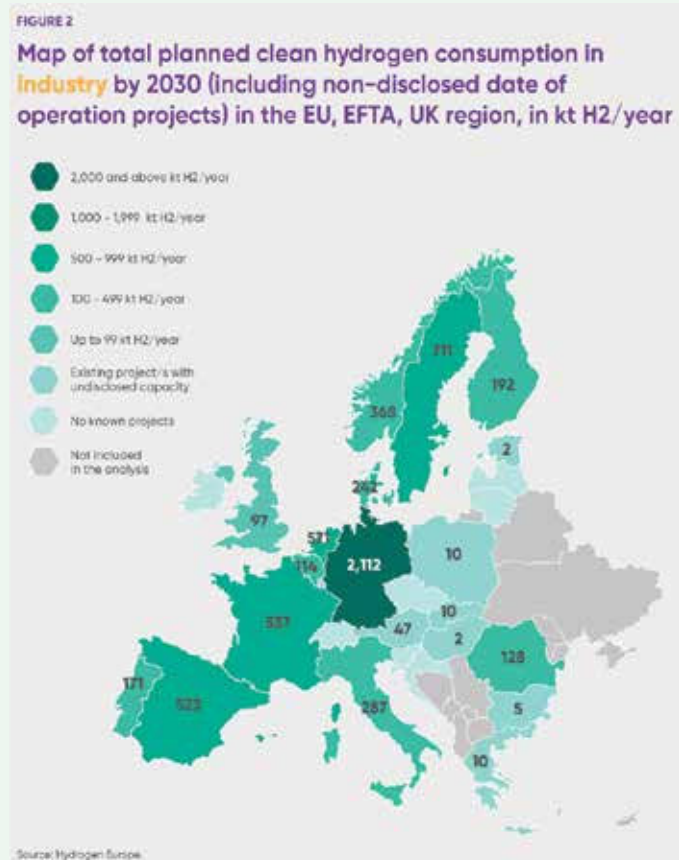 FIGURE 2
Map of total planned clean hydrogen consumption in
industry by 2030 (including non-disclosed date of
operation projects) in the EU, EFTA, UK region, in kt H2/year
2,000 and above kt H2/year
1,000 - 1,999 kt H2/year
500 - 999 kt H2/year
100 - 499 kt H2/year
Up to 99 kt H2/year
Existing project/s with
undisclosed capacity
No known projects
Not included
in the analysis
711
192
368
2
242
97
571
114
2,112
10
10
47
2
128
171
287
5
10
Source: Hydrogen Europe.